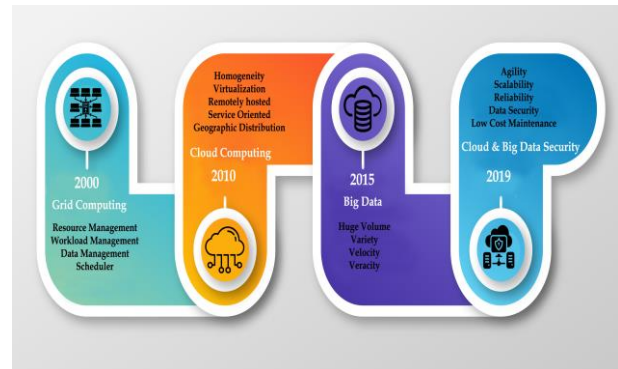 2000
Grid Computing
Resource Management
Workload Management
Data Management
Scheduler
Homogeneity
Virtualization
Remotely hosted
Service Oriented
Geographic Distribution
Cloud Computing
2010
2015
Big Data
Huge Volume
Variety
Velocity
Veracity
Agility
Scalability
Reliability
Data Security
Low Cost Maintenance
Cloud & Big Data Security
2019